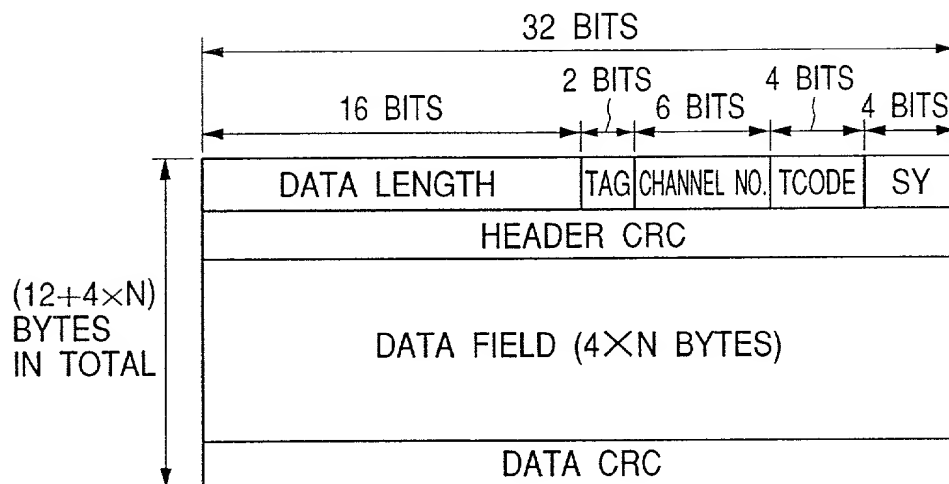 32 BITS
2 BITS 4 BITS
16 BITS 6 BITS 4 BITS
DATA LENGTH TAG CHANNEL NO. TCODE SY
HEADER CRC
(12+4×N)
BYTES
IN TOTAL
DATA FIELD (4×N BYTES)
DATA CRC